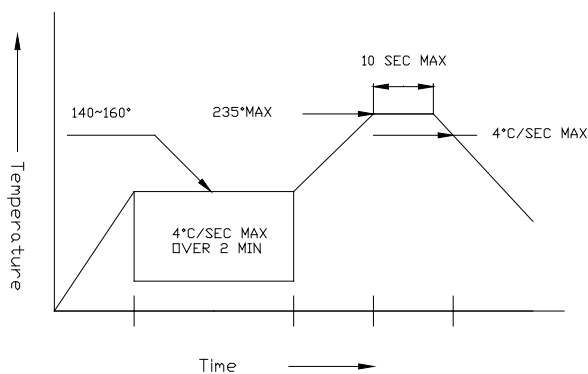 10 SEC MAX
140~160°
235°MAX
4°C/SEC MAX
4°C/SEC MAX
OVER 2 MIN
Temperature
Time